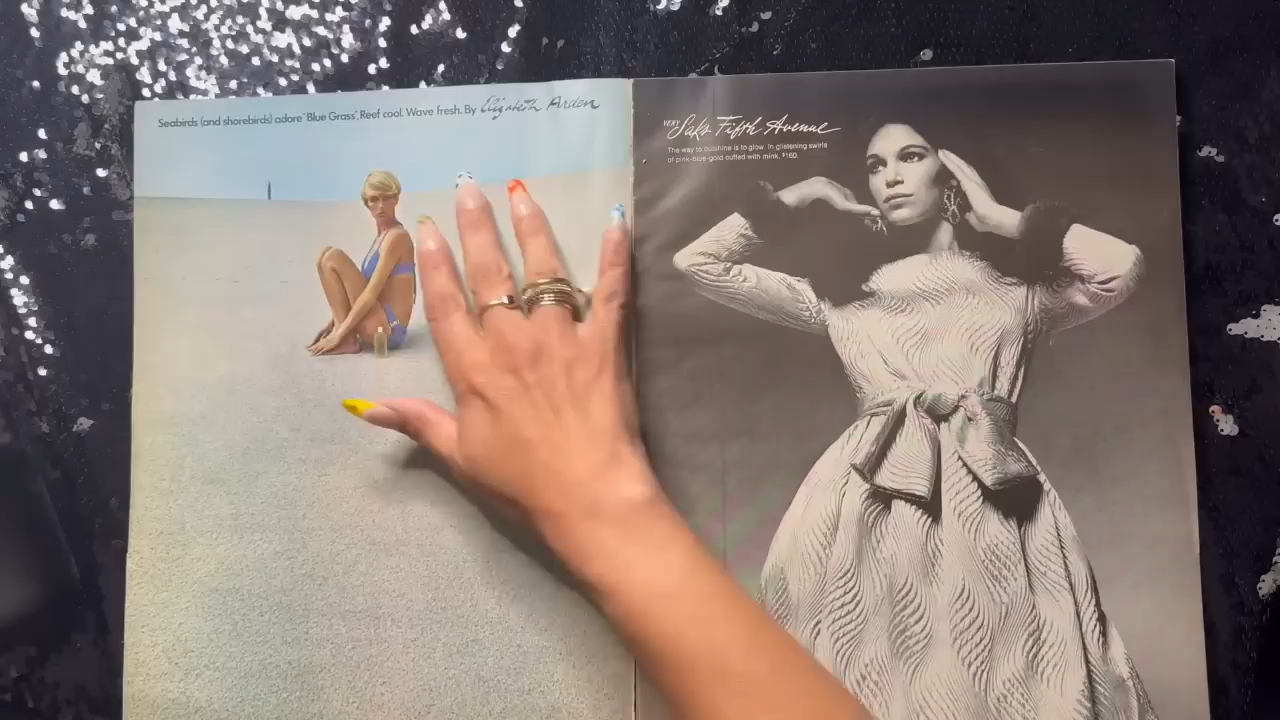 Seabirds (and shorebirds) adore "Blue Grass". Reef cool. Wave fresh. By Elizabeth Arden
VERY Saks Fifth Avenue
The way to outshine is to glow. In glistening swirls
of pink-blue-gold cuffed with mink, $160.